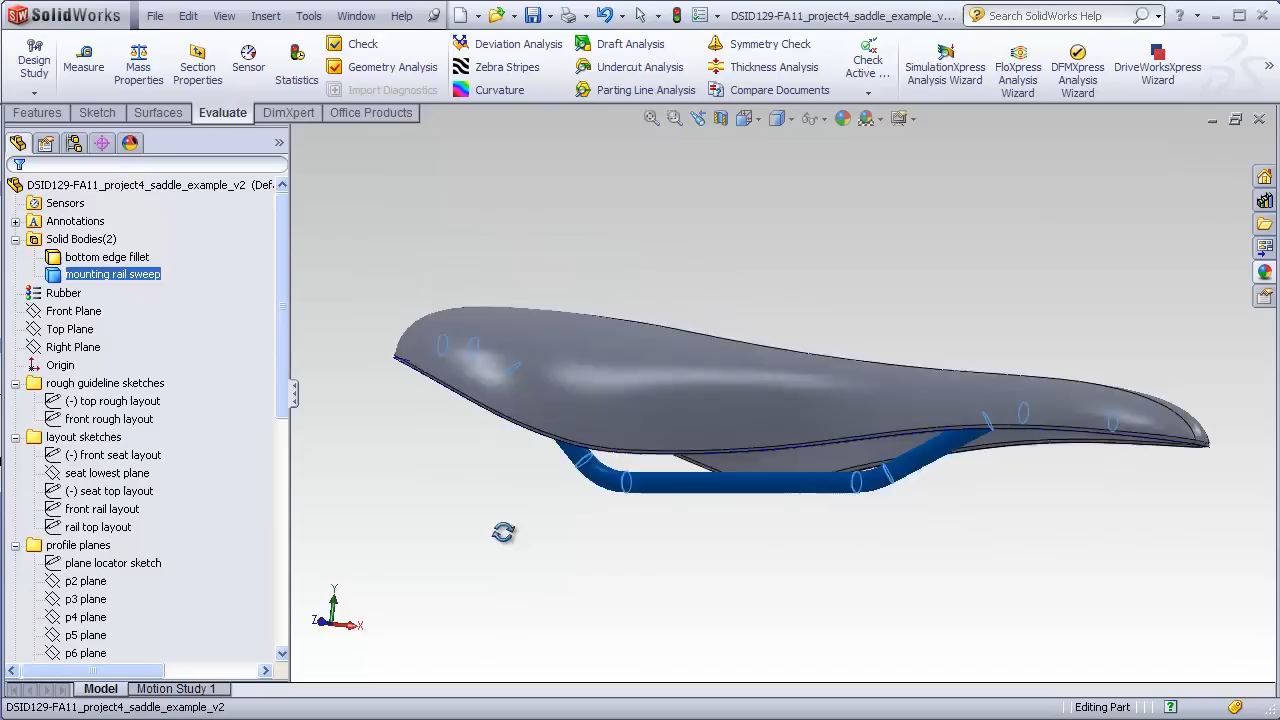 SolidWorks File Edit View Insert Tools Window Help DSID129-FA11_project4_saddle_example_v... Search SolidWorks Help
Design Study
Measure
Mass Properties
Section Properties
Sensor
Statistics
Check
Geometry Analysis
Import Diagnostics
Deviation Analysis
Zebra Stripes
Curvature
Draft Analysis
Undercut Analysis
Parting Line Analysis
Symmetry Check
Thickness Analysis
Compare Documents
Check Active ...
SimulationXpress Analysis Wizard
FloXpress Analysis Wizard
DFMXpress Analysis Wizard
DriveWorksXpress Wizard
Features Sketch Surfaces Evaluate DimXpert Office Products
DSID129-FA11_project4_saddle_example_v2 (Def
Sensors
Annotations
Solid Bodies(2)
bottom edge fillet
mounting rail sweep
Rubber
Front Plane
Top Plane
Right Plane
Origin
rough guideline sketches
(-) top rough layout
front rough layout
layout sketches
(-) front seat layout
seat lowest plane
(-) seat top layout
front rail layout
rail top layout
profile planes
plane locator sketch
p2 plane
p3 plane
p4 plane
p5 plane
p6 plane
Y
Z X
Model Motion Study 1
DSID129-FA11_project4_saddle_example_v2 Editing Part